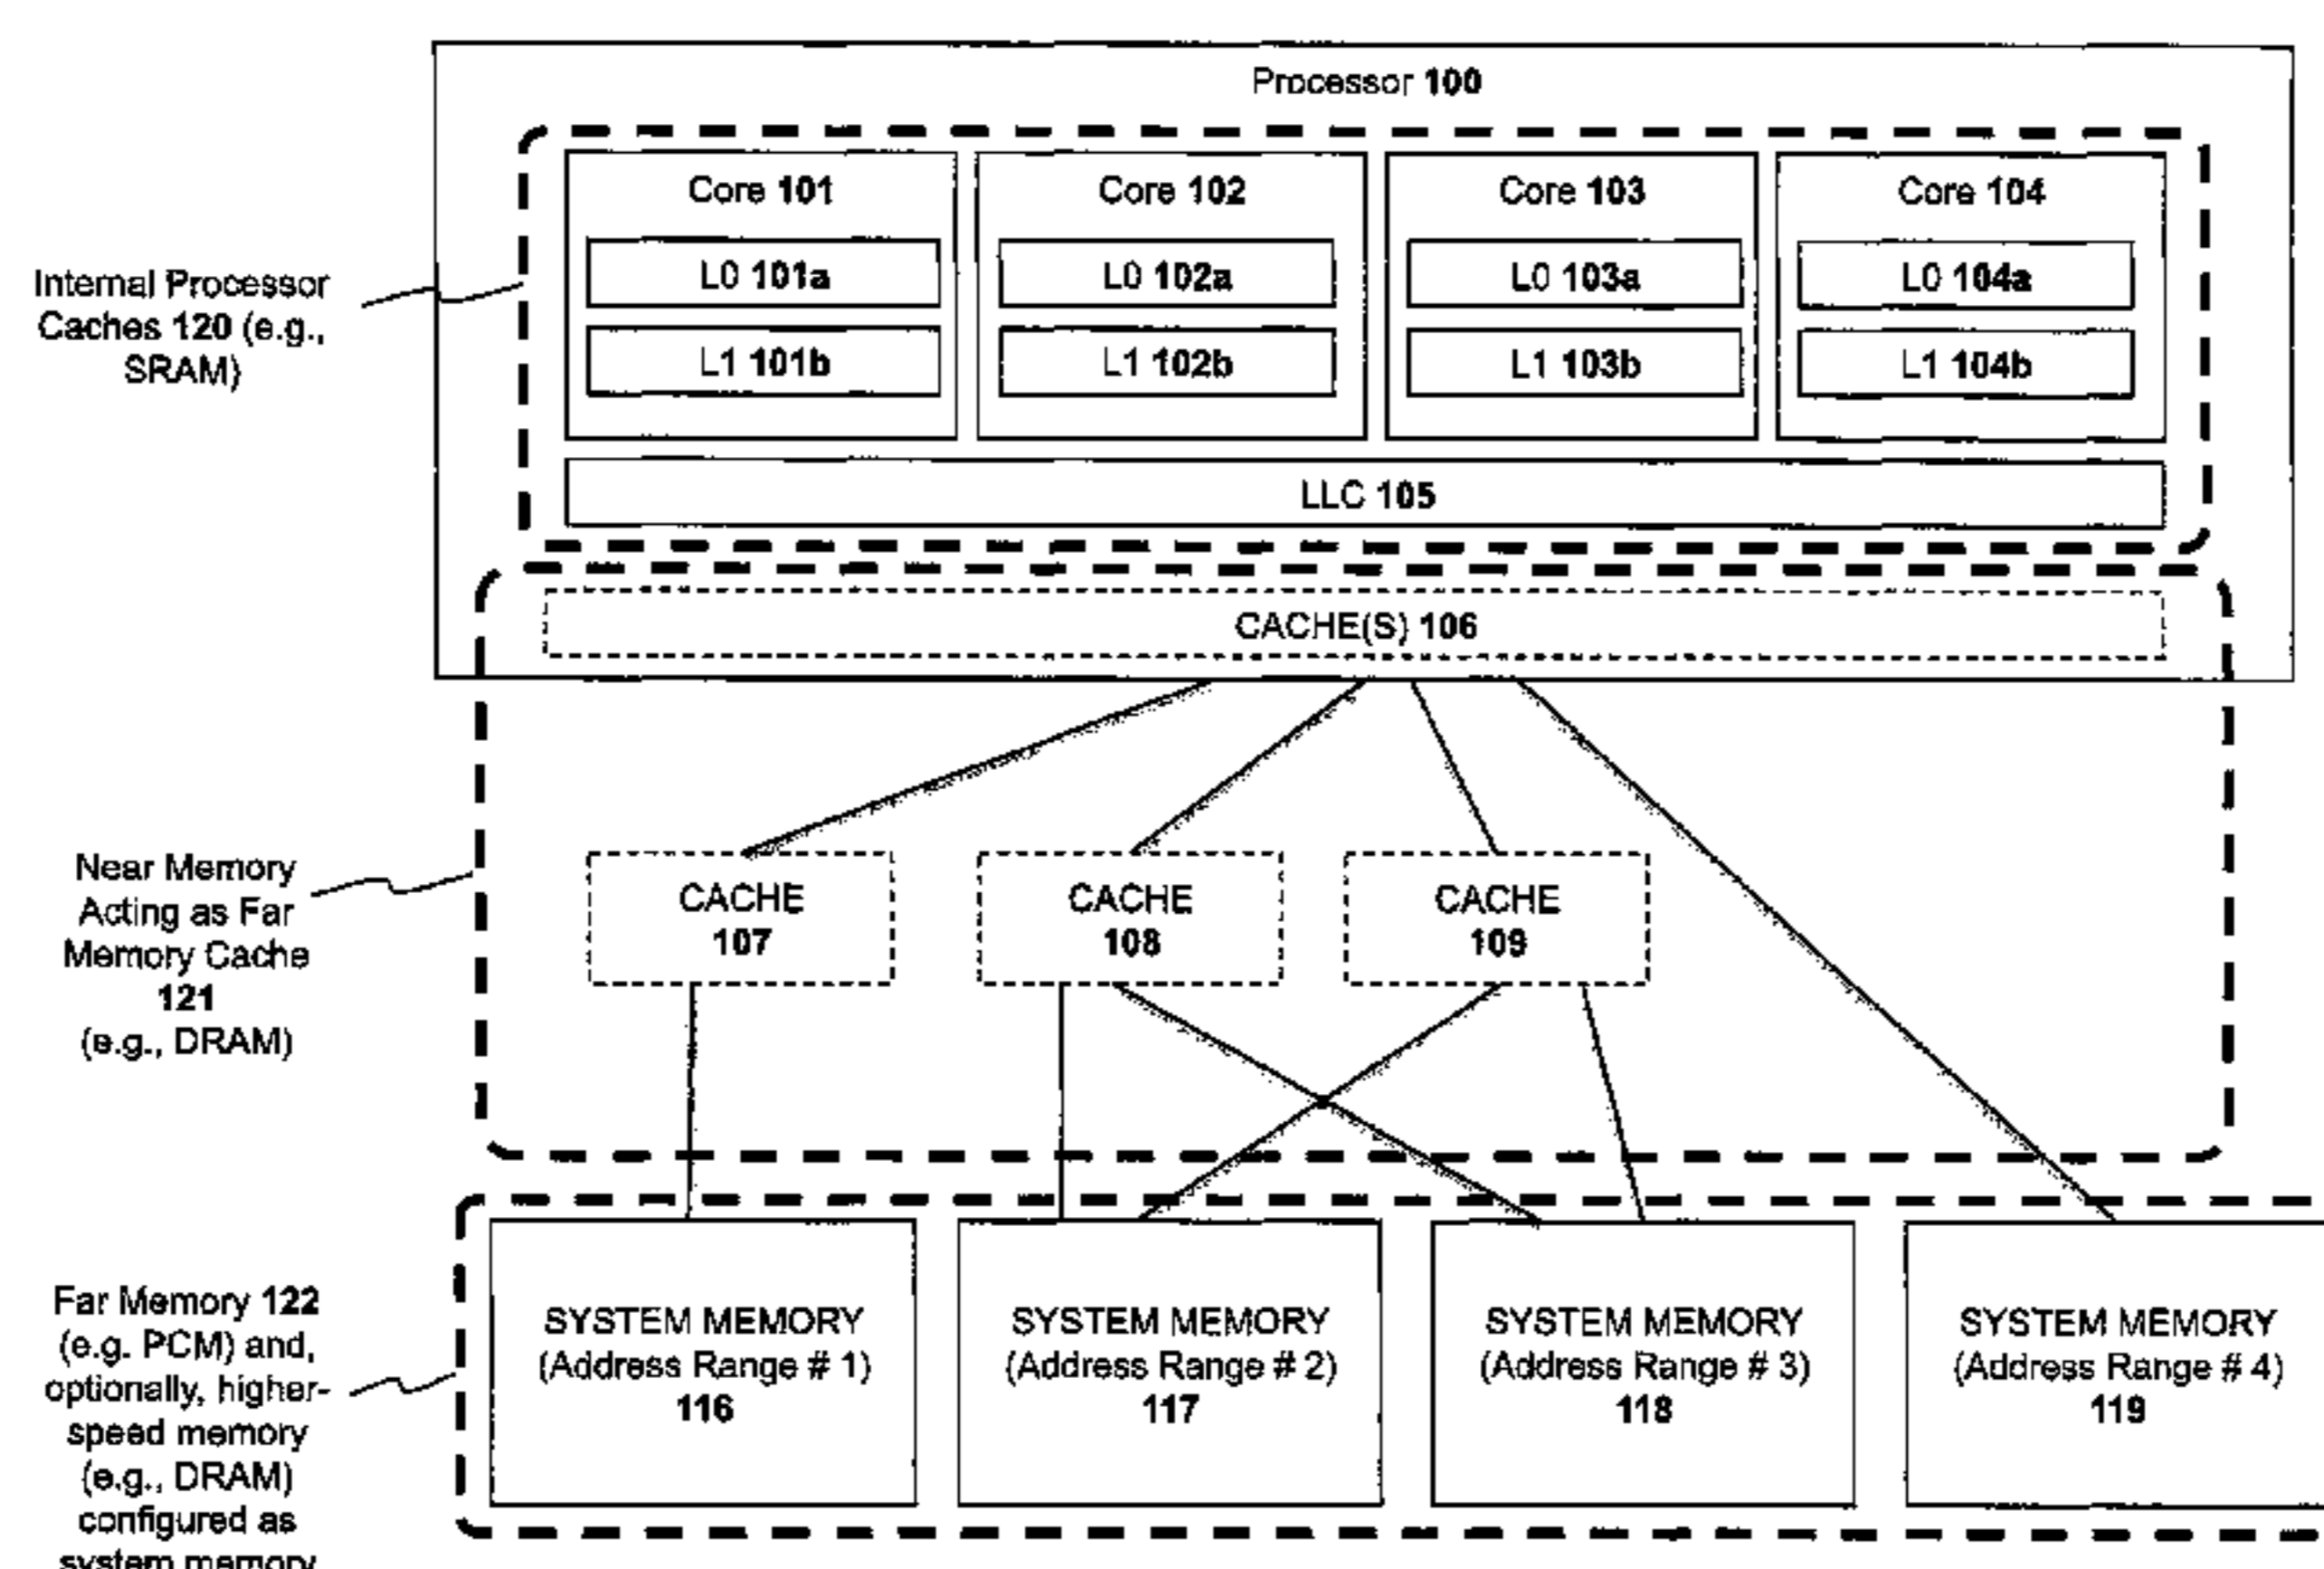 Processor 100
Core 101
L0 101a
L1 101b
Core 102
L0 102a
L1 102b
Core 103
L0 103a
L1 103b
Core 104
L0 104a
L1 104b
LLC 105
Internal Processor
Caches 120 (e.g.,
SRAM)
CACHE(S) 106
Near Memory
Acting as Far
Memory Cache
121
(e.g., DRAM)
CACHE
107
CACHE
108
CACHE
109
Far Memory 122
(e.g. PCM) and,
optionally, higher-
speed memory
(e.g., DRAM)
configured as
system memory
SYSTEM MEMORY
(Address Range # 1)
116
SYSTEM MEMORY
(Address Range # 2)
117
SYSTEM MEMORY
(Address Range # 3)
118
SYSTEM MEMORY
(Address Range # 4)
119